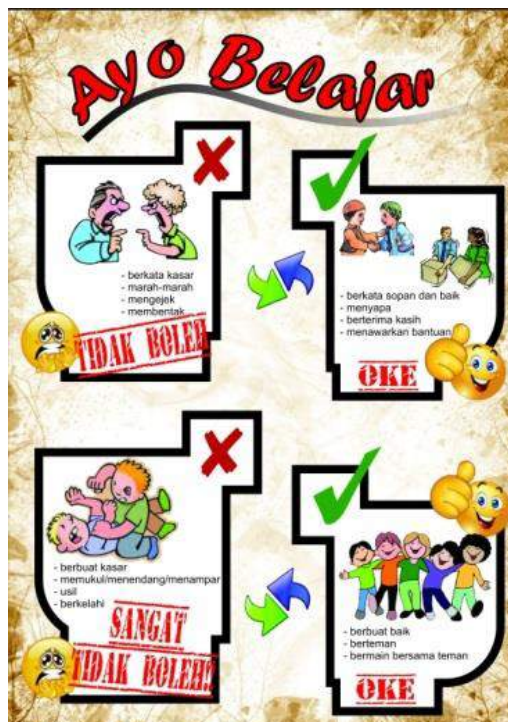 Ayo Belajar
- berkata kasar
- marah-marah
- mengejek
- membentak
TIDAK BOLEH
- berkata sopan dan baik
- menyapa
- berterima kasih
- menawarkan bantuan
OKE
- berbuat kasar
- memukul/menendang/menampar
- usil
- berkelahi
SANGAT
TIDAK BOLEH!!
- berbuat baik
- berteman
- bermain bersama teman
OKE